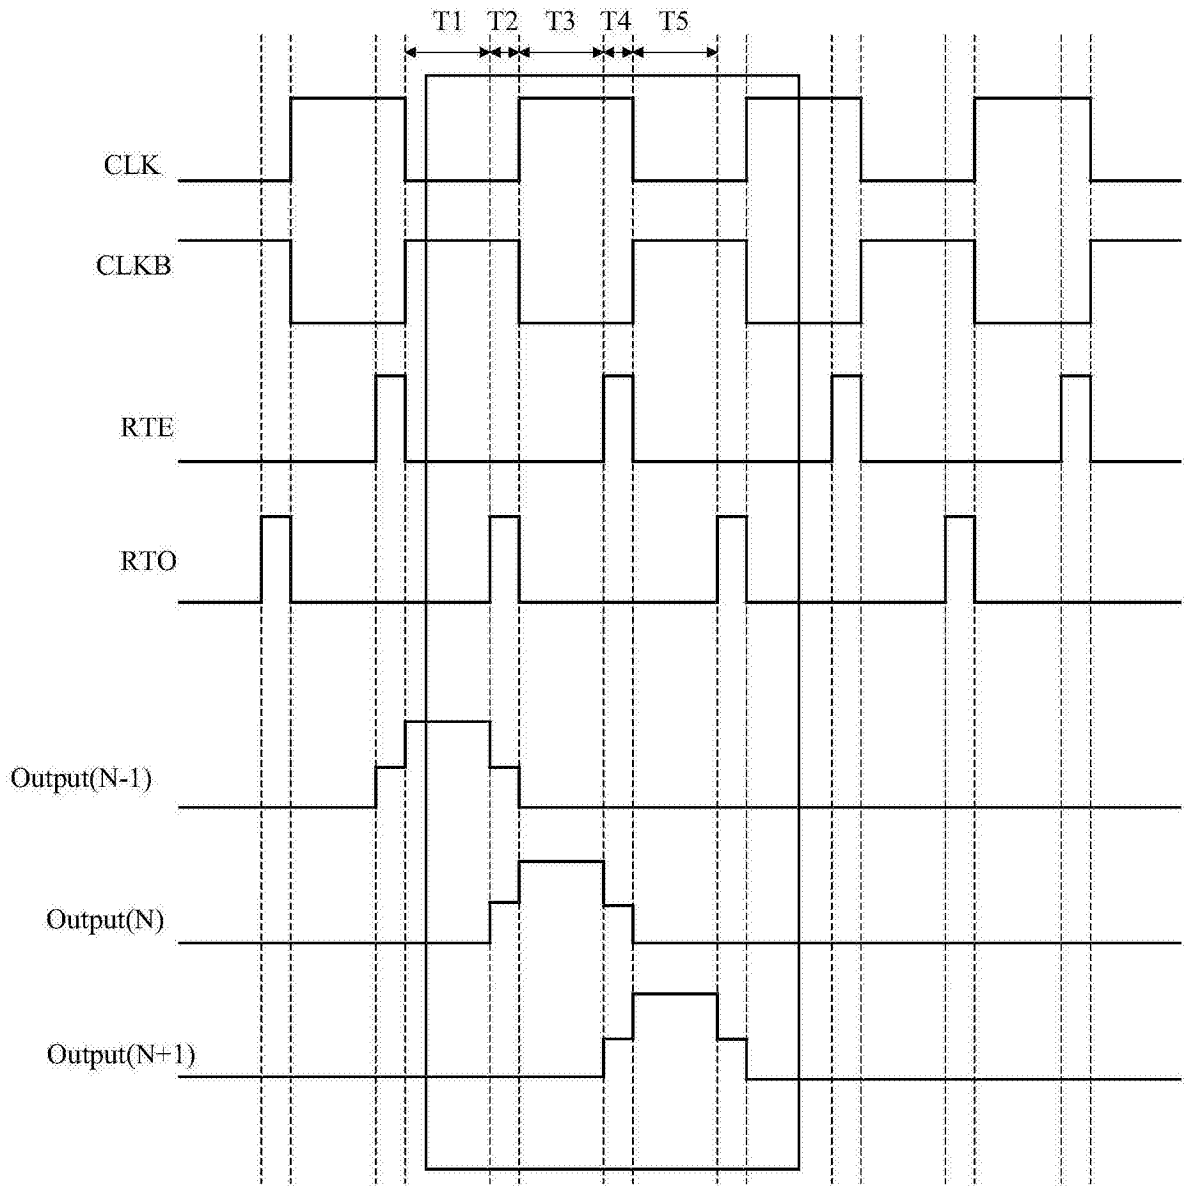 T1 T2 T3 T4 T5
CLK
CLKB
RTE
RTO
Output(N-1)
Output(N)
Output(N+1)